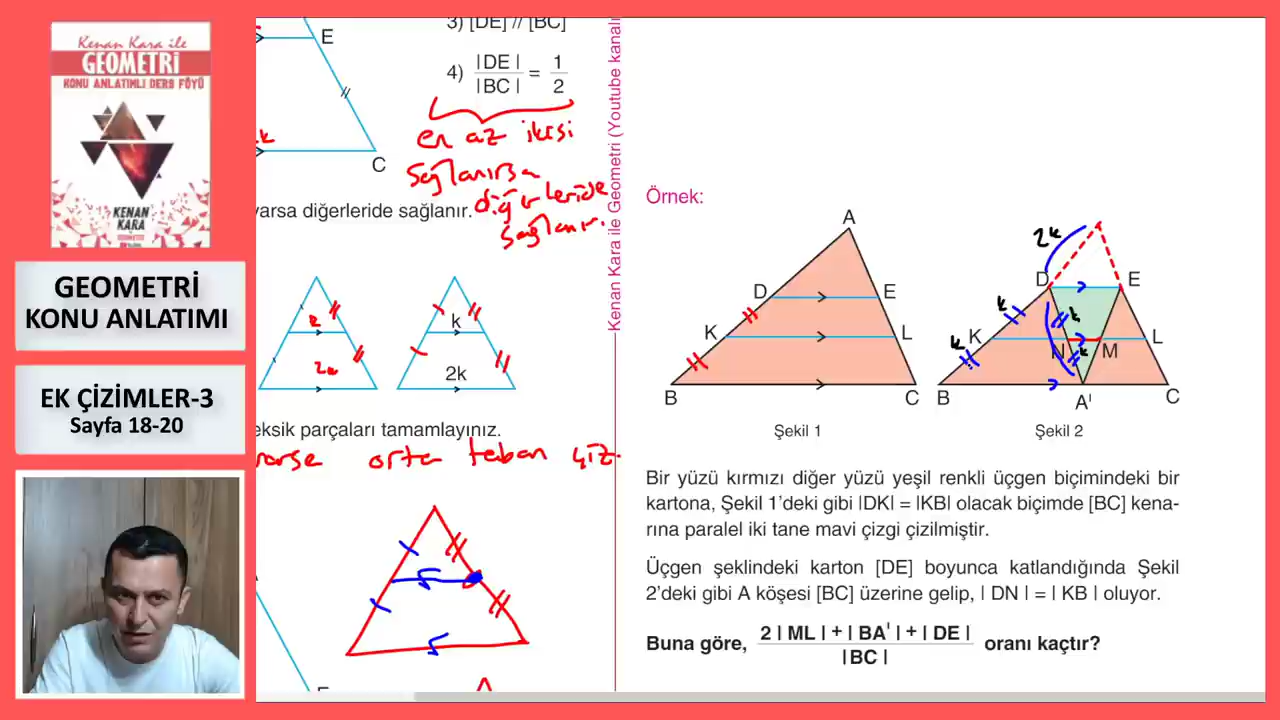 Kenan Kara ile
GEOMETRİ
KONU ANLATIMLI DERS FÖYÜ
KENAN
KARA
GEOMETRİ
KONU ANLATIMI
EK ÇİZİMLER-3
Sayfa 18-20
E
C
3) [DE] // [BC]
4) |DE| / |BC| = 1 / 2
en az ikisi
sağlanırsa
diğerleride
sağlanır.
varsa diğerleride sağlanır.
k
2k
k
2k
eksik parçaları tamamlayınız.
varsa orta taban çiz.
E
Kenan Kara ile Geometri (Youtube kanalı
Örnek:
A
D
E
K
L
B
C
Şekil 1
2k
D
E
k
k
K
k
N
M
L
k
B
A'
C
Şekil 2
Bir yüzü kırmızı diğer yüzü yeşil renkli üçgen biçimindeki bir
kartona, Şekil 1'deki gibi |DK| = |KB| olacak biçimde [BC] kena-
rına paralel iki tane mavi çizgi çizilmiştir.
Üçgen şeklindeki karton [DE] boyunca katlandığında Şekil
2'deki gibi A köşesi [BC] üzerine gelip, | DN | = | KB | oluyor.
Buna göre, 2 | ML | + | BA' | + | DE | / | BC | oranı kaçtır?